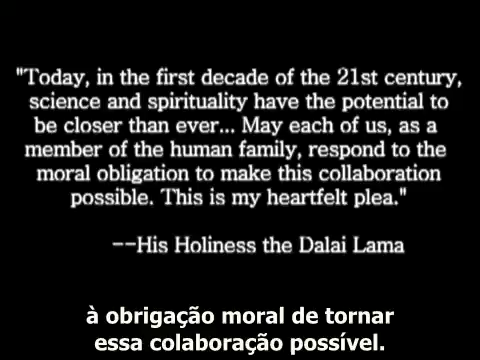 "Today, in the first decade of the 21st century,
science and spirituality have the potential to
be closer than ever... May each of us, as a
member of the human family, respond to the
moral obligation to make this collaboration
possible. This is my heartfelt plea."
--His Holiness the Dalai Lama
à obrigação moral de tornar
essa colaboração possível.